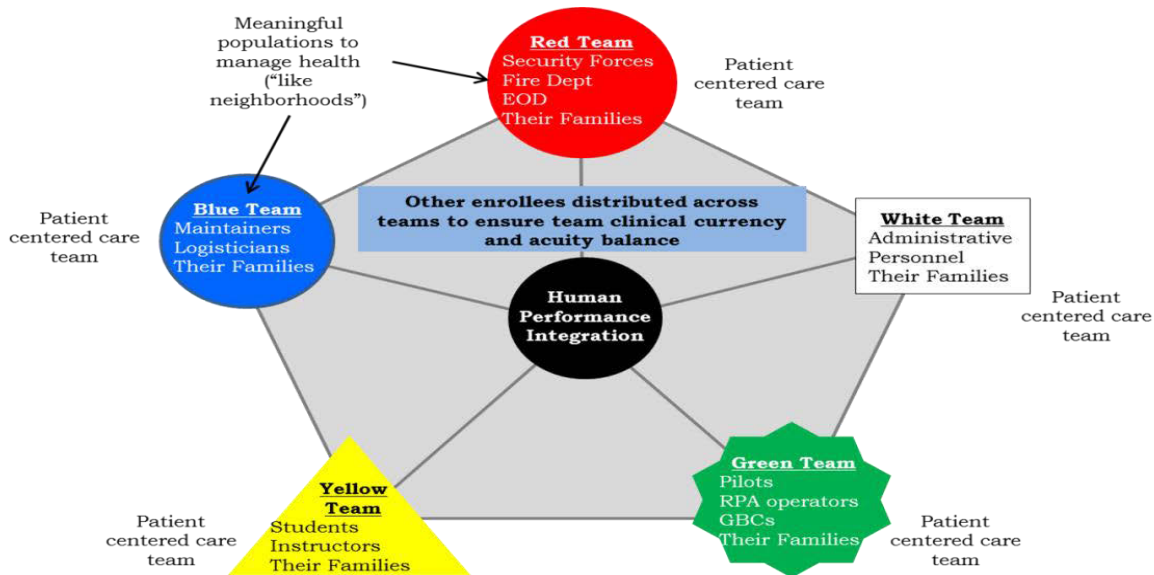 Meaningful
populations to
manage health
(“like
neighborhoods”)
Red Team
Security Forces
Fire Dept
EOD
Their Families
Patient
centered care
team
Patient
centered care
team
Blue Team
Maintainers
Logisticians
Their Families
Other enrollees distributed across
teams to ensure team clinical currency
and acuity balance
White Team
Administrative
Personnel
Their Families
Patient
centered care
team
Human
Performance
Integration
Patient
centered care
team
Yellow
Team
Students
Instructors
Their Families
Green Team
Pilots
RPA operators
GBCs
Their Families
Patient
centered care
team